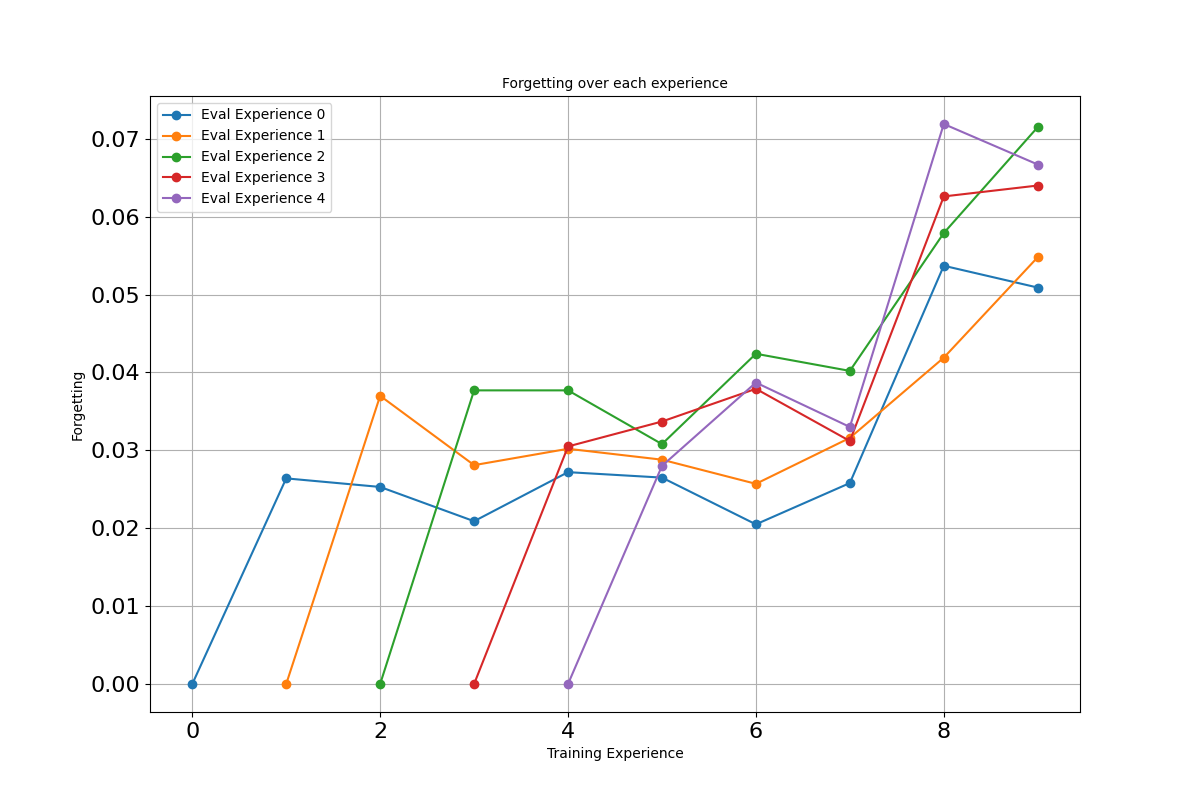 Forgetting over each experience
Eval Experience 0
Eval Experience 1
Eval Experience 2
Eval Experience 3
Eval Experience 4
0.07
0.06
0.05
0.04
0.03
0.02
0.01
0.00
Forgetting
0 2 4 6 8
Training Experience